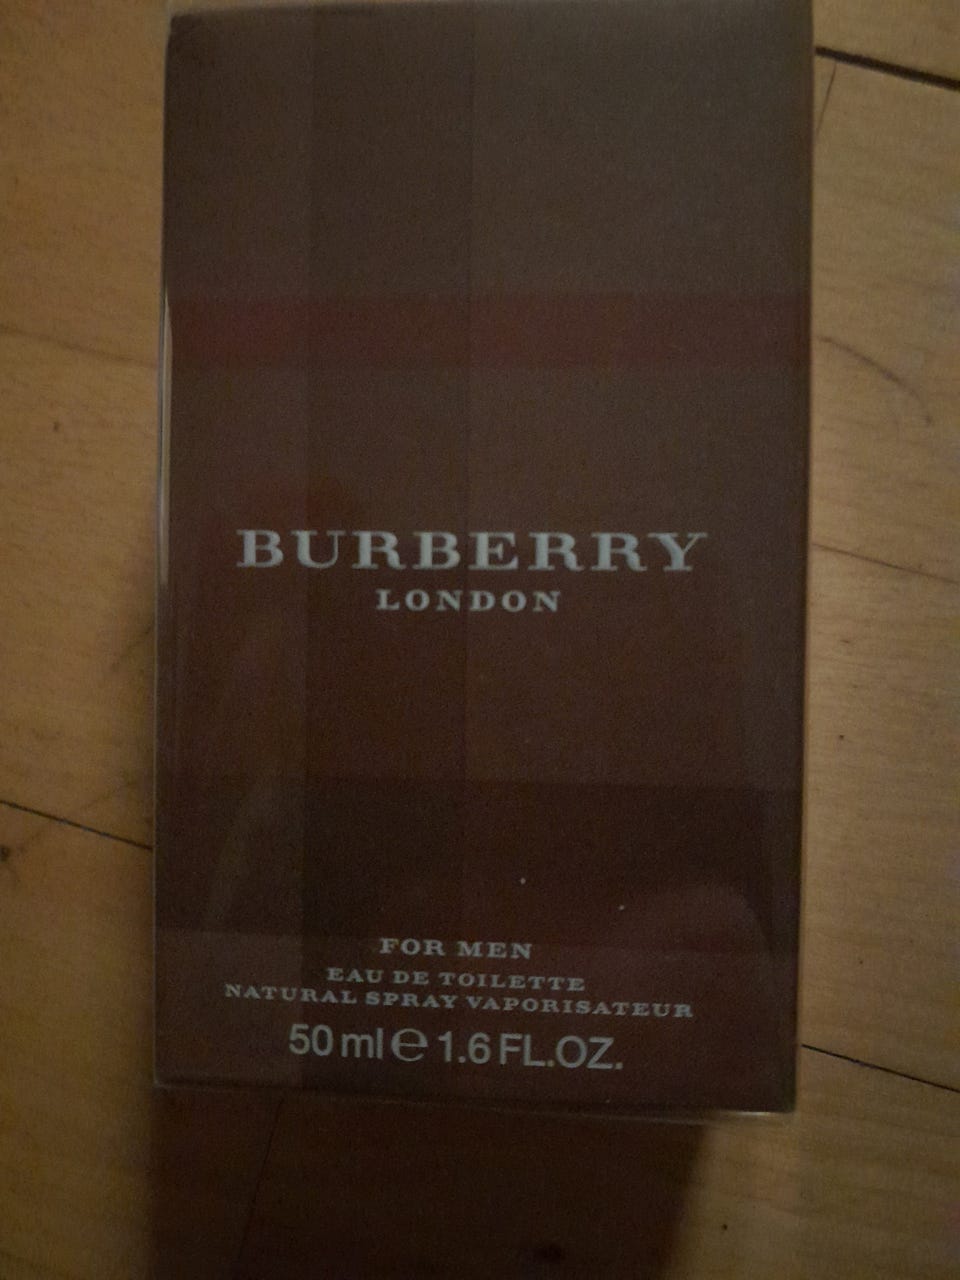 BURBERRY
LONDON
FOR MEN
EAU DE TOILETTE
NATURAL SPRAY VAPORISATEUR
50 ml ℮ 1.6 FL.OZ.